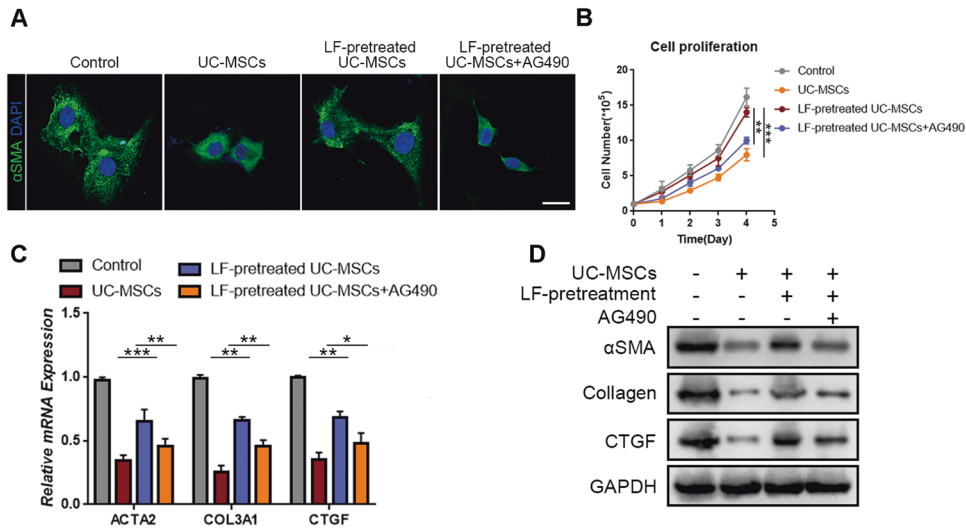 A
Control
UC-MSCs
LF-pretreated
UC-MSCs
LF-pretreated
UC-MSCs+AG490
αSMA DAPI
B
Cell proliferation
Cell Number(*10^5)
20
15
10
5
0
0 1 2 3 4 5
Time(Day)
Control
UC-MSCs
LF-pretreated UC-MSCs
LF-pretreated UC-MSCs+AG490
**
***
C
Control
UC-MSCs
LF-pretreated UC-MSCs
LF-pretreated UC-MSCs+AG490
Relative mRNA Expression
1.0
0.5
0.0
** ** *
*** ** **
ACTA2 COL3A1 CTGF
D
UC-MSCs - + + +
LF-pretreatment - - + +
AG490 - - - +
αSMA
Collagen
CTGF
GAPDH